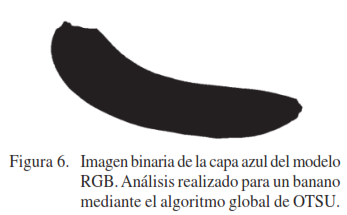 Figura 6. Imagen binaria de la capa azul del modelo
RGB. Análisis realizado para un banano
mediante el algoritmo global de OTSU.